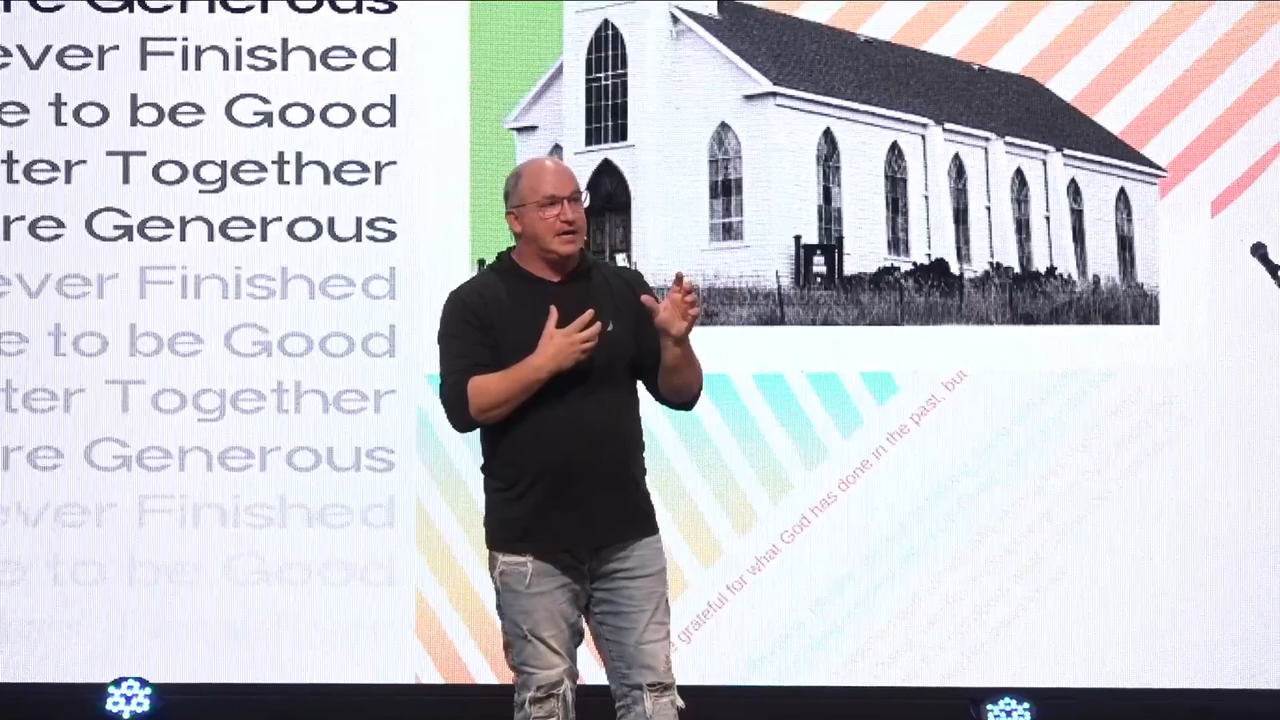 re Generous
ever Finished
e to be Good
ter Together
re Generous
ever Finished
e to be Good
ter Together
re Generous
ever Finished
e to be Good
grateful for what God has done in the past, but